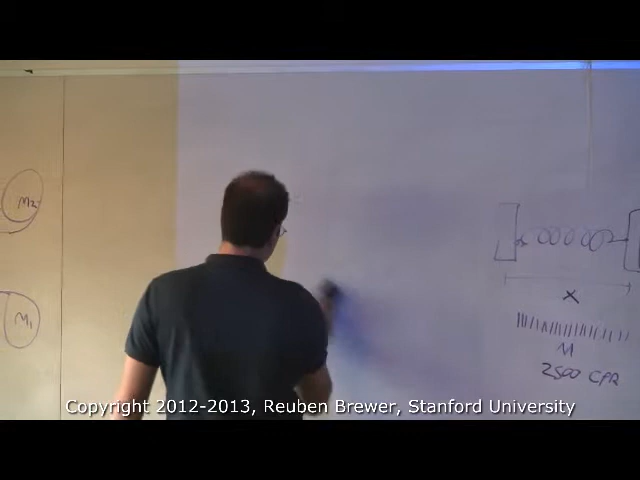 M2
M1
x
M
2500 CPR
Copyright 2012-2013, Reuben Brewer, Stanford University